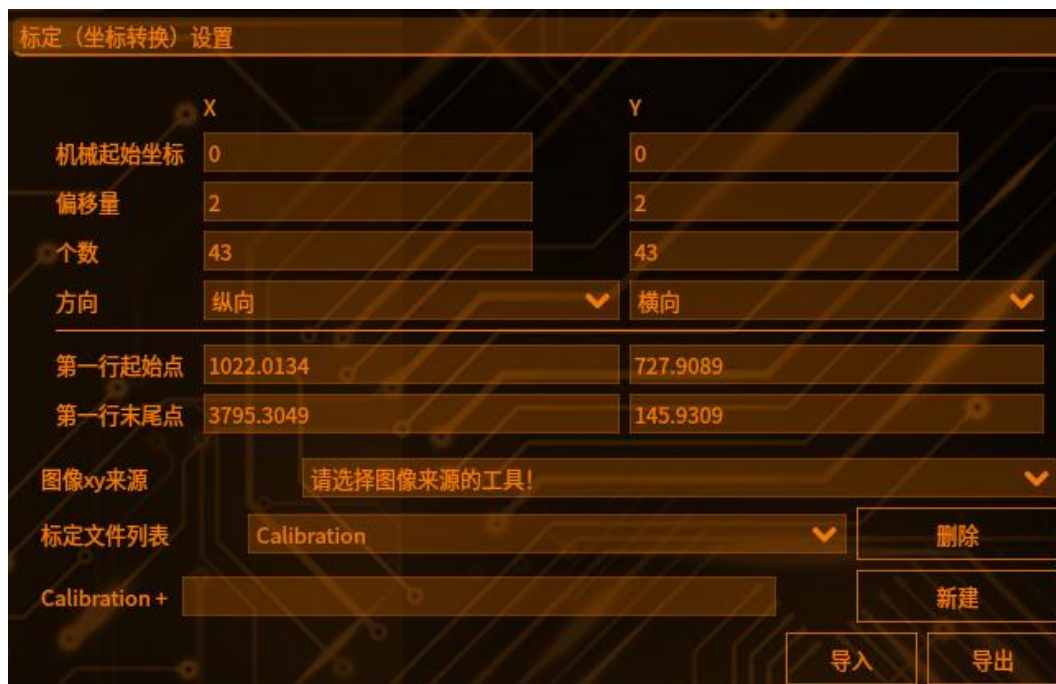 标定（坐标转换）设置
X Y
机械起始坐标 0 0
偏移量 2 2
个数 43 43
方向 纵向 横向
第一行起始点 1022.0134 727.9089
第一行末尾点 3795.3049 145.9309
图像xy来源 请选择图像来源的工具!
标定文件列表 Calibration 删除
Calibration + 新建
导入 导出